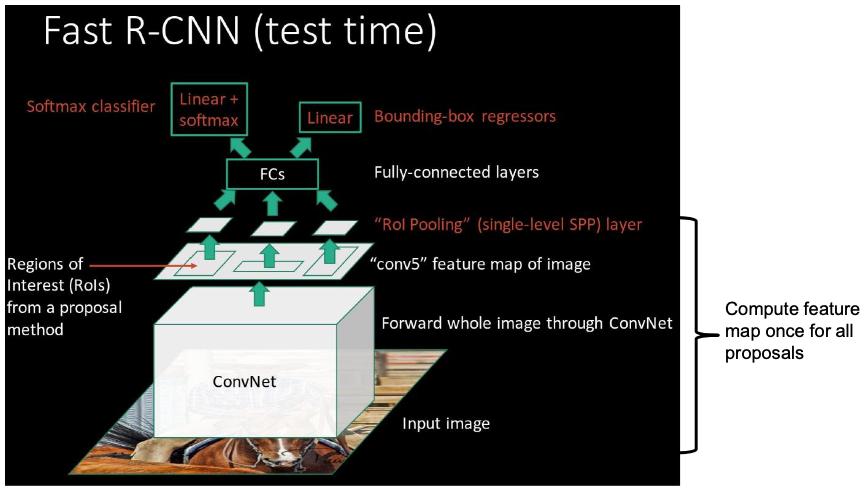 Fast R-CNN (test time)
Softmax classifier
Linear +
softmax
Linear
Bounding-box regressors
FCs
Fully-connected layers
“RoI Pooling” (single-level SPP) layer
Regions of
Interest (RoIs)
from a proposal
method
“conv5” feature map of image
Forward whole image through ConvNet
ConvNet
Input image
Compute feature
map once for all
proposals